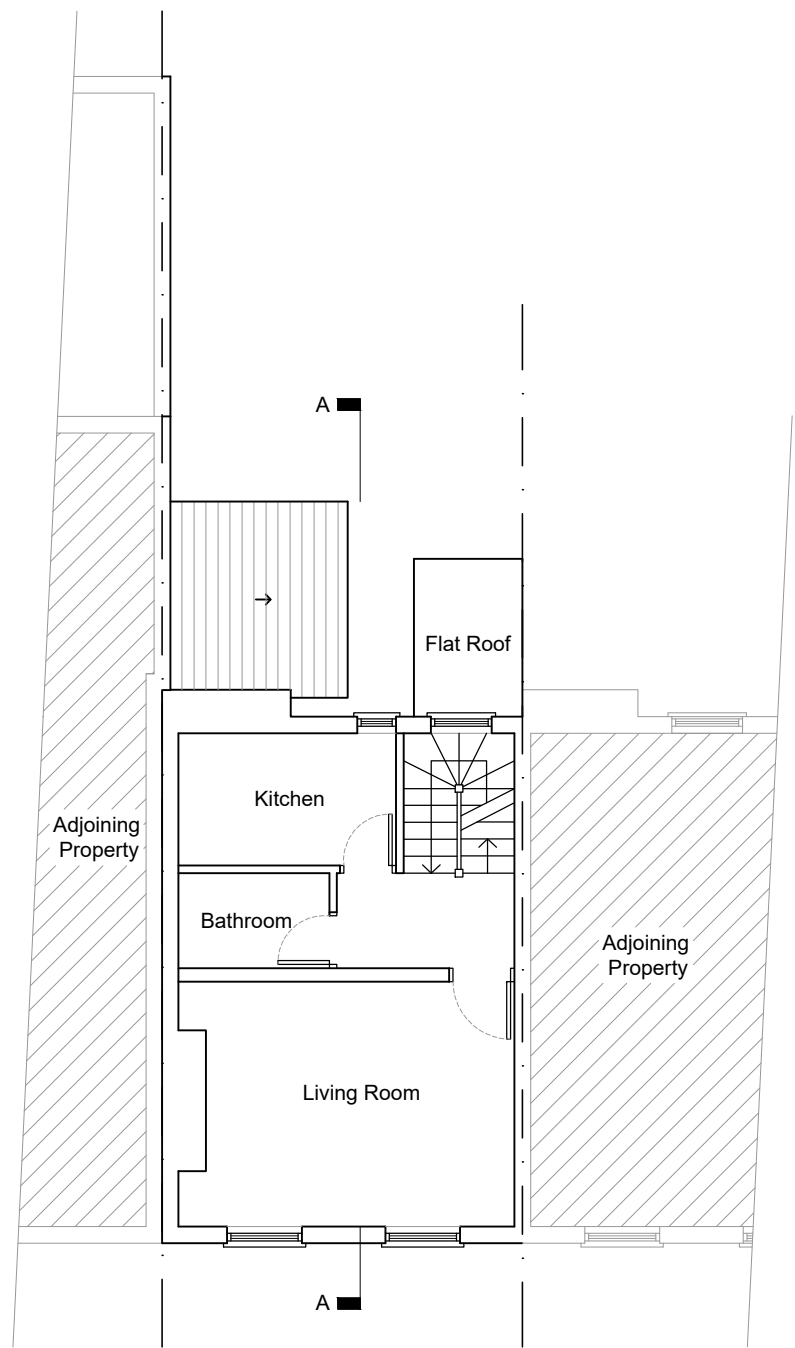 A
Flat Roof
Kitchen
Adjoining
Property
Bathroom
Adjoining
Property
Living Room
A